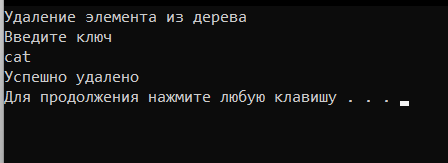 Удаление элемента из дерева
Введите ключ
cat
Успешно удалено
Для продолжения нажмите любую клавишу . . .